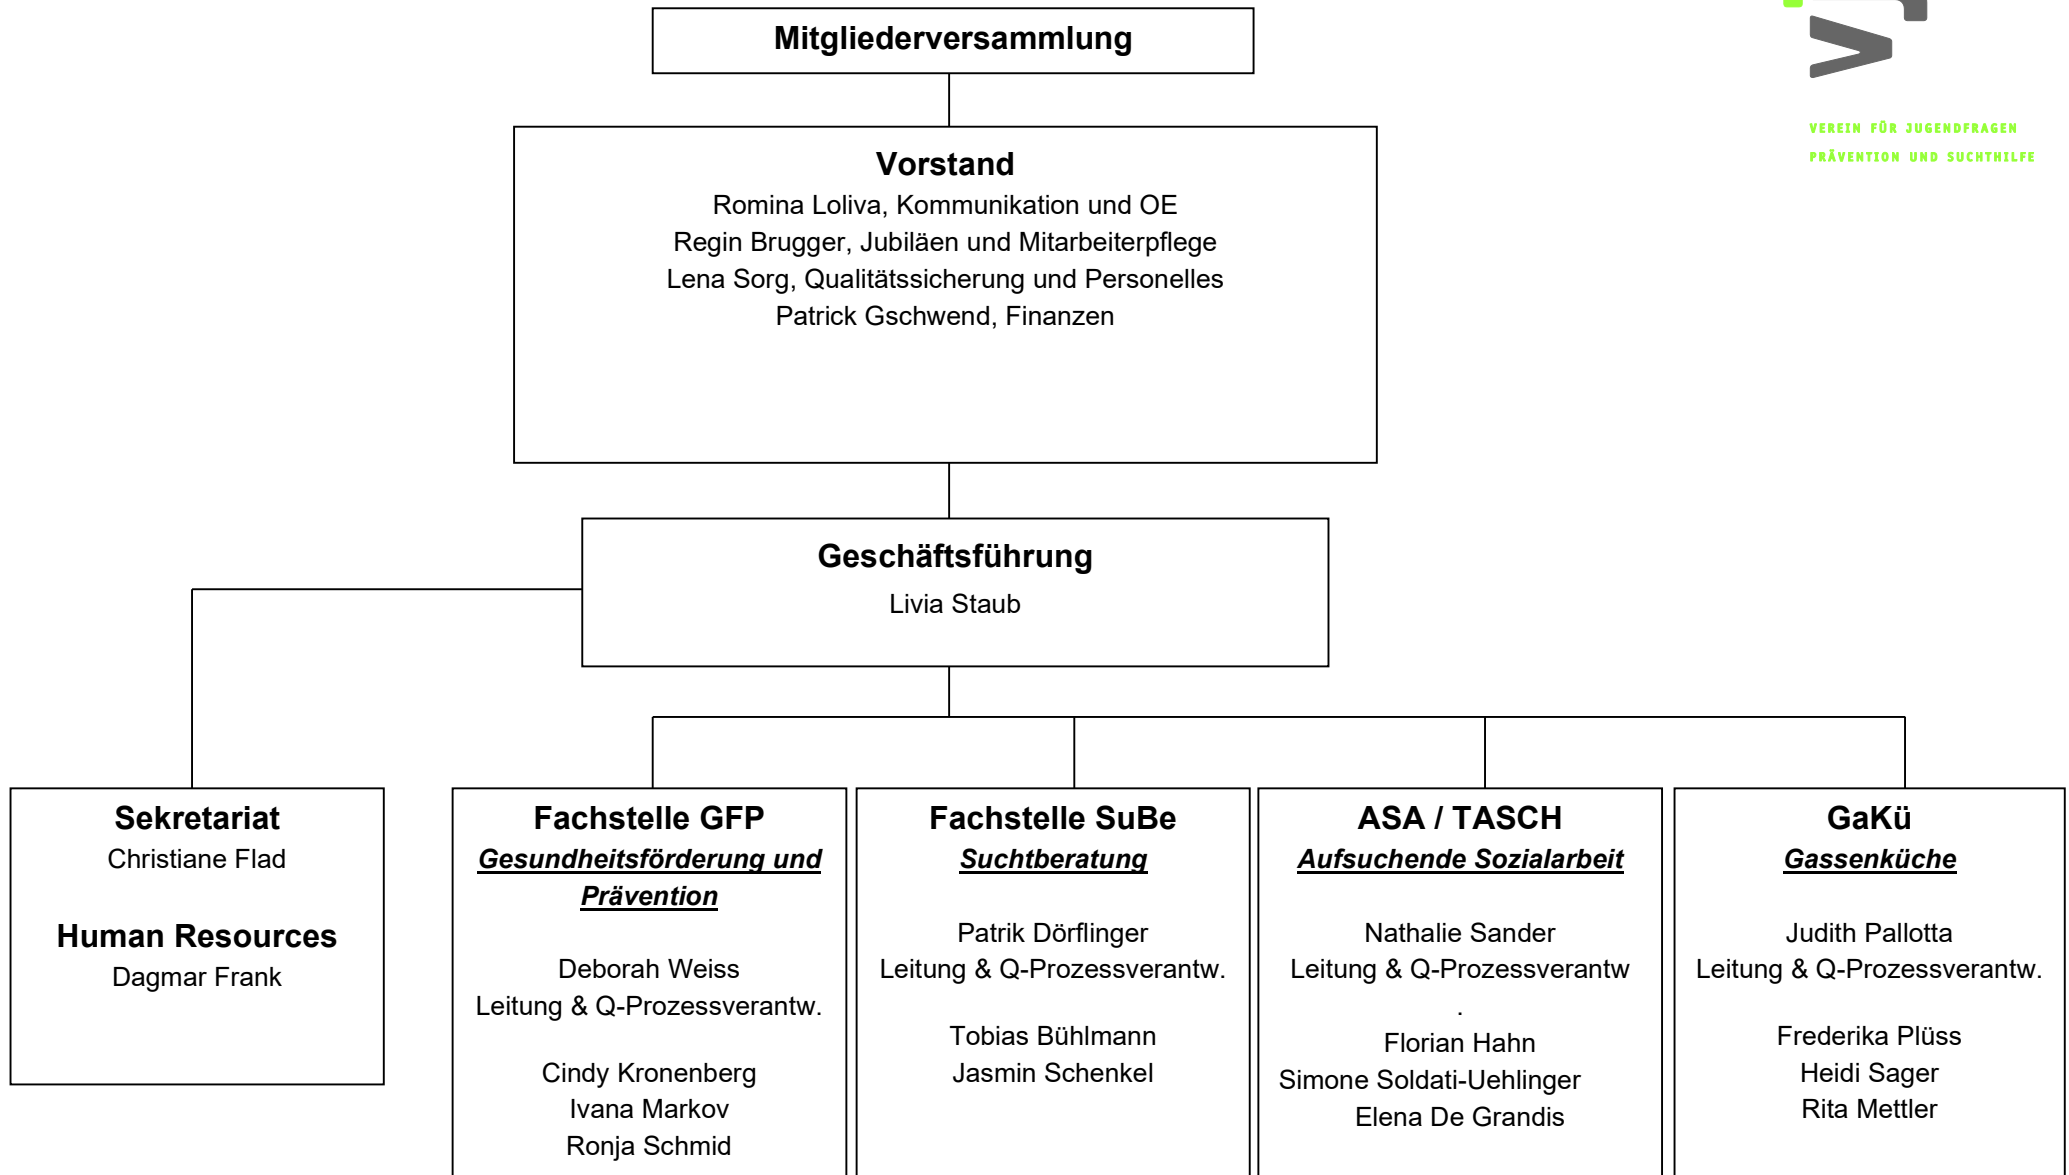 Mitgliederversammlung
vj
VEREIN FÜR JUGENDFRAGEN
PRÄVENTION UND SUCHTHILFE
Vorstand
Romina Loliva, Kommunikation und OE
Regin Brugger, Jubiläen und Mitarbeiterpflege
Lena Sorg, Qualitätssicherung und Personelles
Patrick Gschwend, Finanzen
Geschäftsführung
Livia Staub
Sekretariat
Christiane Flad
Human Resources
Dagmar Frank
Fachstelle GFP
Gesundheitsförderung und
Prävention
Deborah Weiss
Leitung & Q-Prozessverantw.
Cindy Kronenberg
Ivana Markov
Ronja Schmid
Fachstelle SuBe
Suchtberatung
Patrik Dörflinger
Leitung & Q-Prozessverantw.
Tobias Bühlmann
Jasmin Schenkel
ASA / TASCH
Aufsuchende Sozialarbeit
Nathalie Sander
Leitung & Q-Prozessverantw
.
Florian Hahn
Simone Soldati-Uehlinger
Elena De Grandis
GaKü
Gassenküche
Judith Pallotta
Leitung & Q-Prozessverantw.
Frederika Plüss
Heidi Sager
Rita Mettler